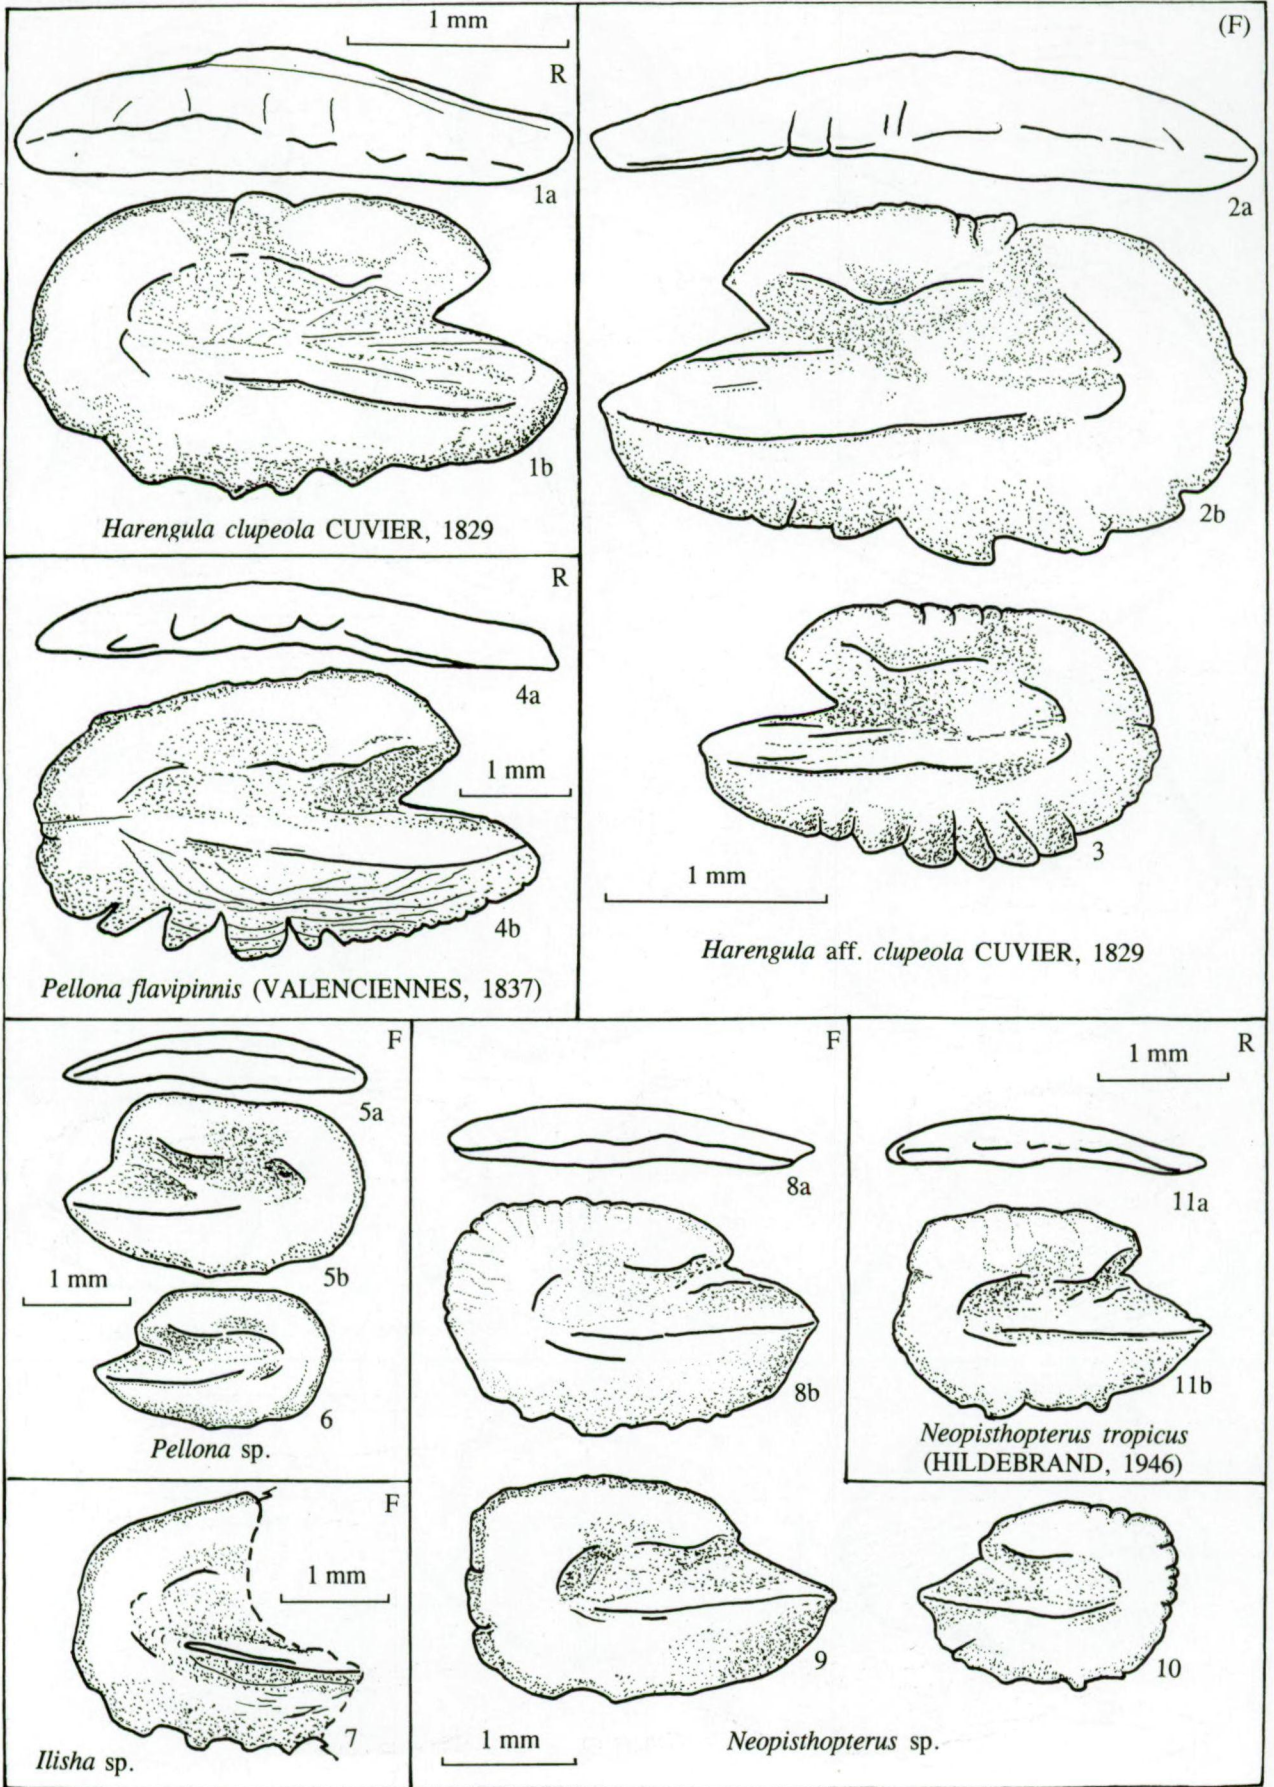 1 mm
R
1a
1b
Harengula clupeola CUVIER, 1829
(F)
2a
2b
3
1 mm
Harengula aff. clupeola CUVIER, 1829
R
4a
1 mm
4b
Pellona flavipinnis (VALENCIENNES, 1837)
F
5a
1 mm
5b
6
Pellona sp.
F
1 mm
7
Ilisha sp.
F
8a
8b
9
10
1 mm
Neopisthopterus sp.
1 mm
R
11a
11b
Neopisthopterus tropicus
(HILDEBRAND, 1946)